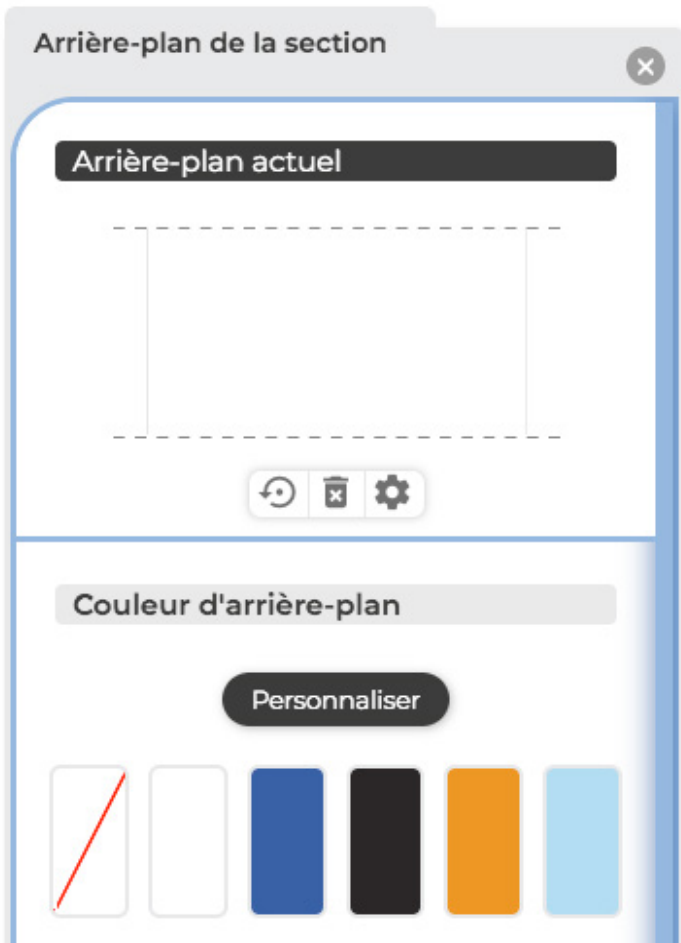 Arrière-plan de la section
Arrière-plan actuel
Couleur d'arrière-plan
Personnaliser